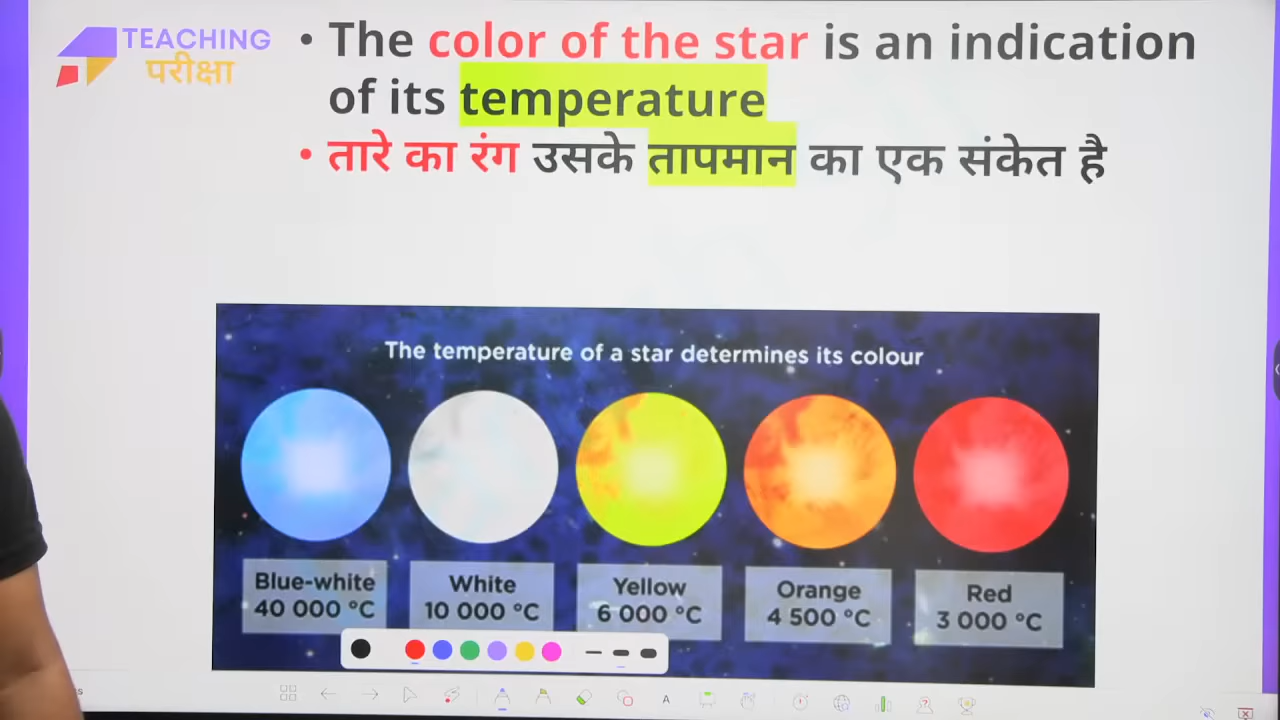 TEACHING
परीक्षा
• The color of the star is an indication
of its temperature
• तारे का रंग उसके तापमान का एक संकेत है
The temperature of a star determines its colour
Blue-white
40 000 °C
White
10 000 °C
Yellow
6 000 °C
Orange
4 500 °C
Red
3 000 °C
A